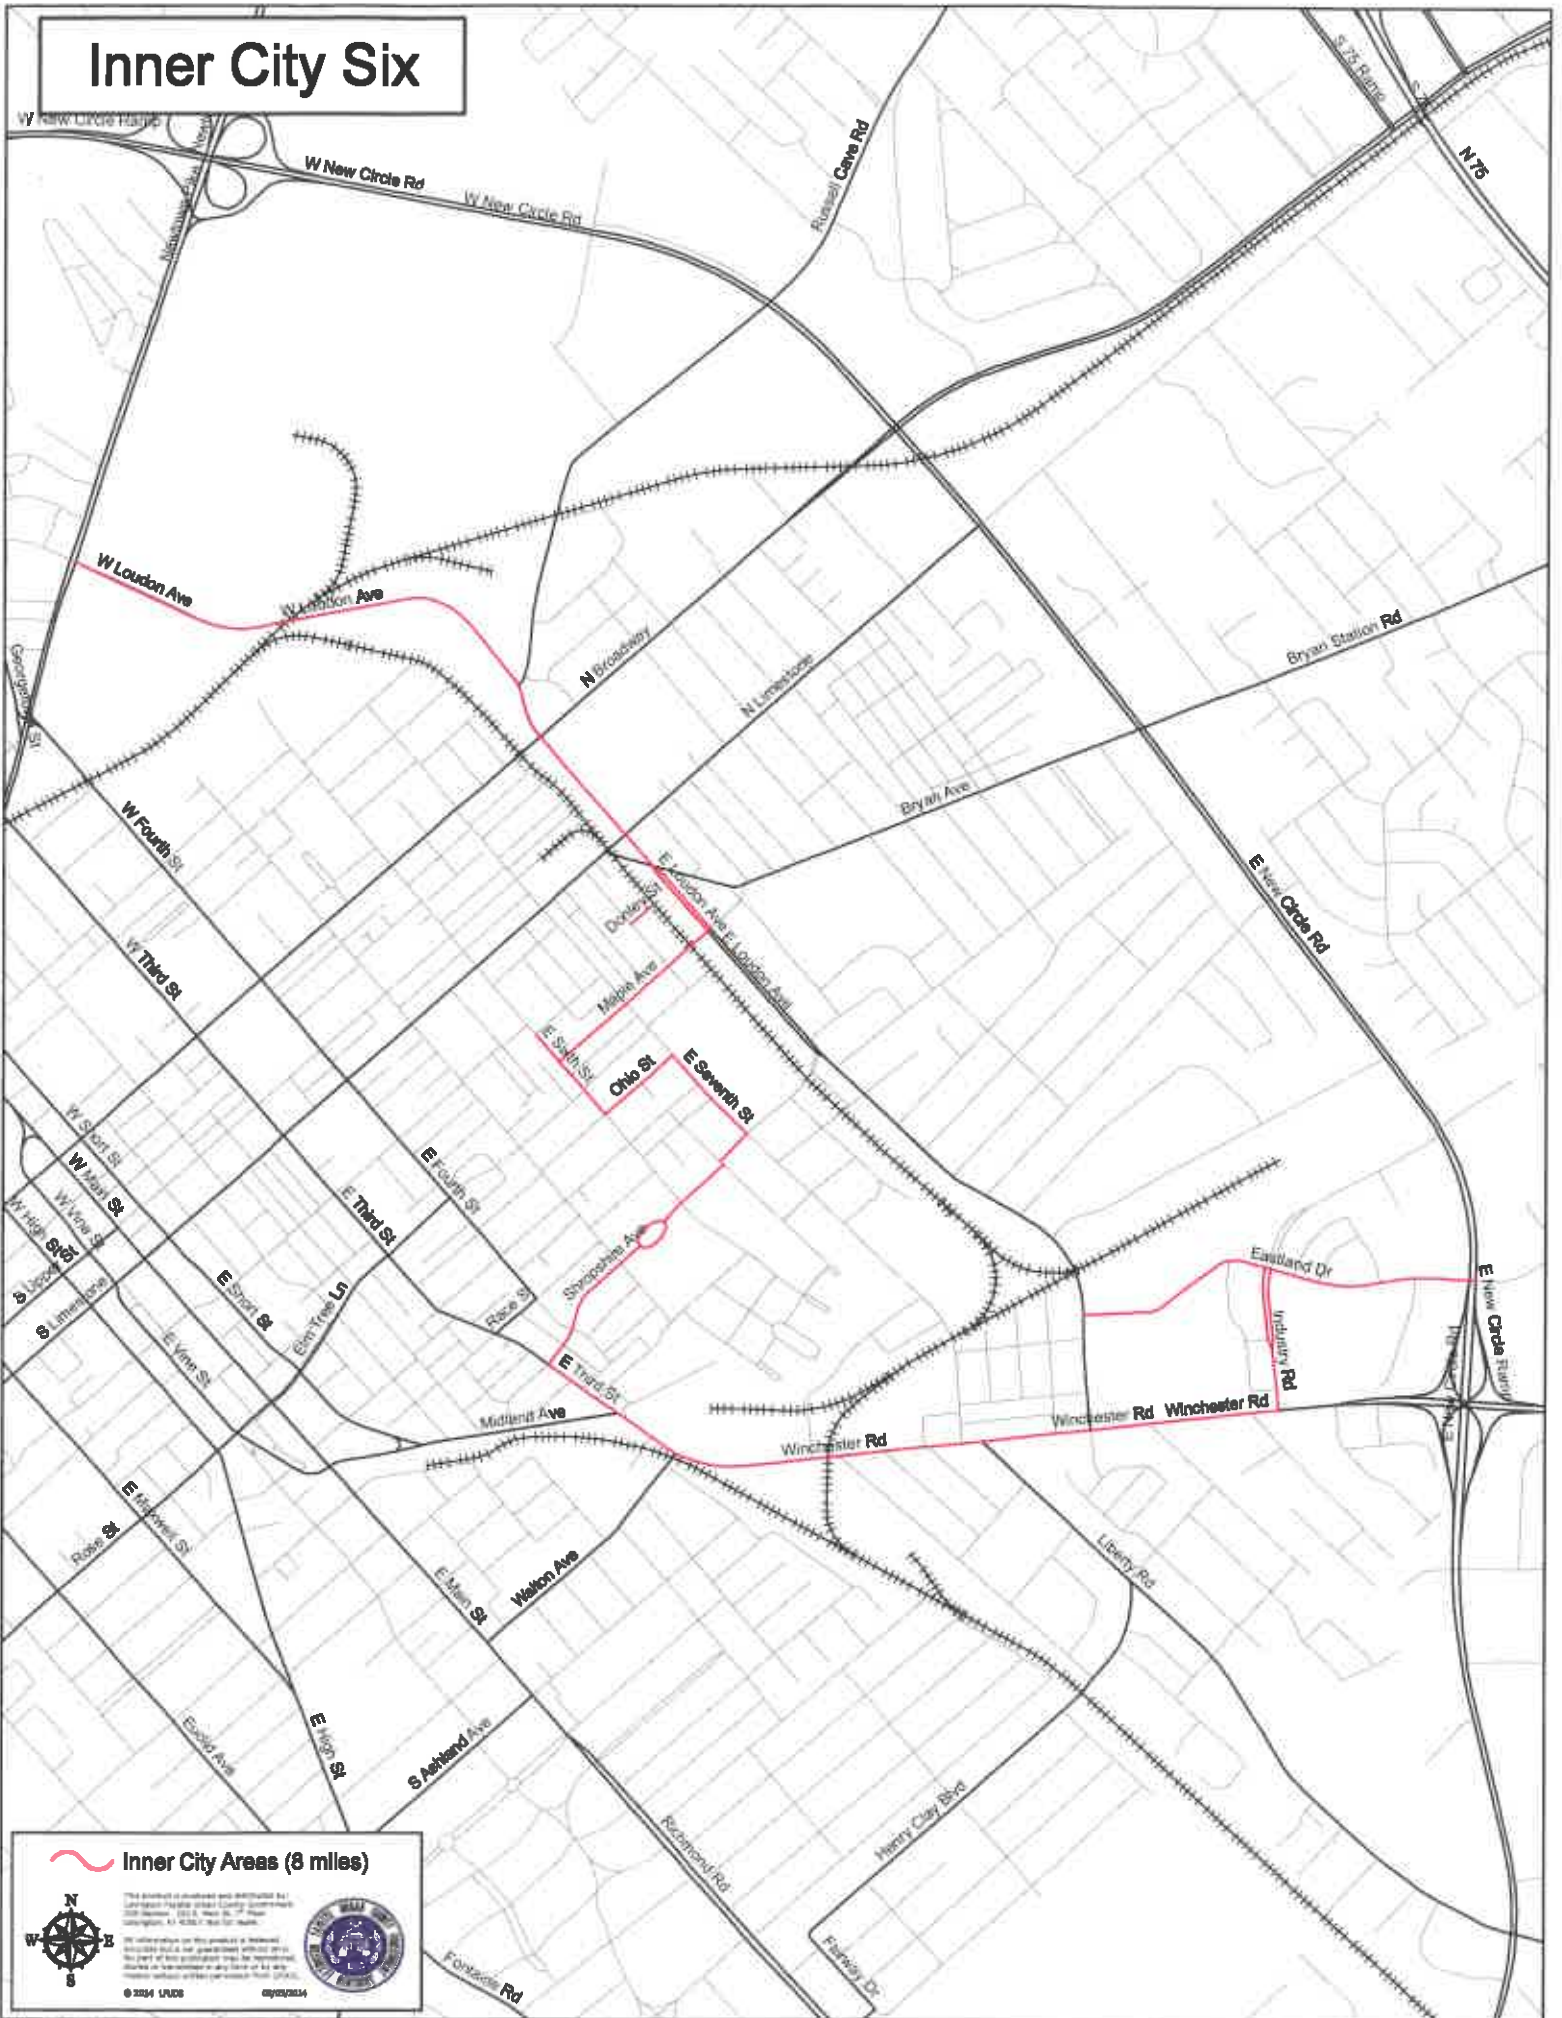 Inner City Six
W New Circle Ramp
W New Circle Rd
W New Circle Rd
Russell Cave Rd
S 75 Ramp
N 75
W Loudon Ave
W Loudon Ave
N Broadway
N Limestone
Bryan Station Rd
Bryan Ave
W Fourth St
E Loudon Ave
E Loudon Ave
E New Circle Rd
W Third St
Maple Ave
E Sixth St
Ohio St
E Seventh St
W Short St
W Main St
W Vine St
W High St
S Upper St
S Limestone
E Fourth St
E Third St
E Short St
Elm Tree Ln
Shropshire Ave
Race St
Eastland Dr
E New Circle Ramp
Industry Rd
E Vine St
E Third St
Midland Ave
Winchester Rd
Winchester Rd
Winchester Rd
Rose St
E Maxwell St
E Main St
Walton Ave
Liberty Rd
Euclid Ave
E High St
S Ashland Ave
Richmond Rd
Henry Clay Blvd
Fairway Dr
Fontaine Rd
Inner City Areas (8 miles)
N
W E
S
© 2014 LFUCG